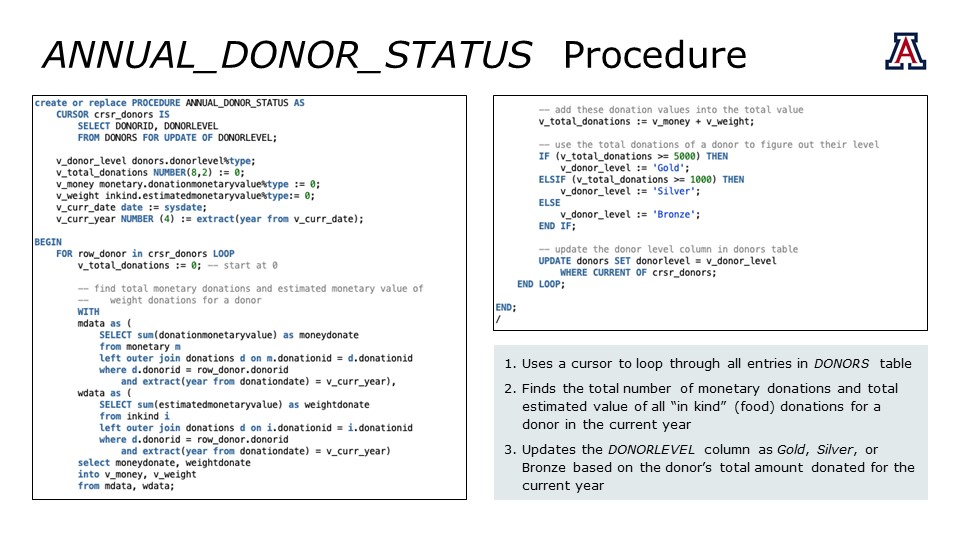 ANNUAL_DONOR_STATUS Procedure
A
create or replace PROCEDURE ANNUAL_DONOR_STATUS AS
CURSOR crsr_donors IS
SELECT DONORID, DONORLEVEL
FROM DONORS FOR UPDATE OF DONORLEVEL;
v_donor_level donors.donorlevel%type;
v_total_donations NUMBER(8,2) := 0;
v_money monetary.donationmonetaryvalue%type := 0;
v_weight inkind.estimatedmonetaryvalue%type:= 0;
v_curr_date date := sysdate;
v_curr_year NUMBER (4) := extract(year from v_curr_date);
BEGIN
FOR row_donor in crsr_donors LOOP
v_total_donations := 0; -- start at 0
-- find total monetary donations and estimated monetary value of
-- weight donations for a donor
WITH
mdata as (
SELECT sum(donationmonetaryvalue) as moneydonate
from monetary m
left outer join donations d on m.donationid = d.donationid
where d.donorid = row_donor.donorid
and extract(year from donationdate) = v_curr_year),
wdata as (
SELECT sum(estimatedmonetaryvalue) as weightdonate
from inkind i
left outer join donations d on i.donationid = i.donationid
where d.donorid = row_donor.donorid
and extract(year from donationdate) = v_curr_year)
select moneydonate, weightdonate
into v_money, v_weight
from mdata, wdata;
-- add these donation values into the total value
v_total_donations := v_money + v_weight;
-- use the total donations of a donor to figure out their level
IF (v_total_donations >= 5000) THEN
v_donor_level := 'Gold';
ELSIF (v_total_donations >= 1000) THEN
v_donor_level := 'Silver';
ELSE
v_donor_level := 'Bronze';
END IF;
-- update the donor level column in donors table
UPDATE donors SET donorlevel = v_donor_level
WHERE CURRENT OF crsr_donors;
END LOOP;
END;
/
1. Uses a cursor to loop through all entries in DONORS table
2. Finds the total number of monetary donations and total
estimated value of all “in kind” (food) donations for a
donor in the current year
3. Updates the DONORLEVEL column as Gold, Silver, or
Bronze based on the donor’s total amount donated for the
current year